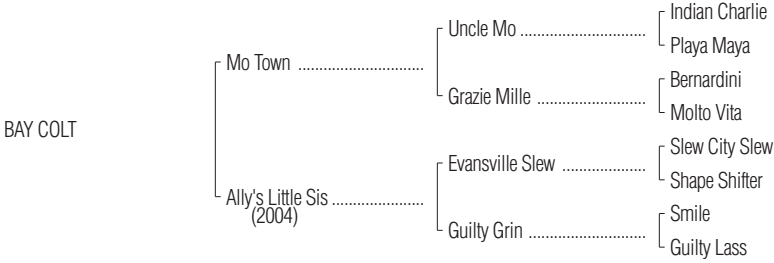 Indian Charlie
Uncle Mo ..............................
Playa Maya
Mo Town ..............................
Bernardini
Grazie Mille ..........................
Molto Vita
BAY COLT
Slew City Slew
Evansville Slew ....................
Shape Shifter
Ally's Little Sis ......................
(2004)
Smile
Guilty Grin ............................
Guilty Lass